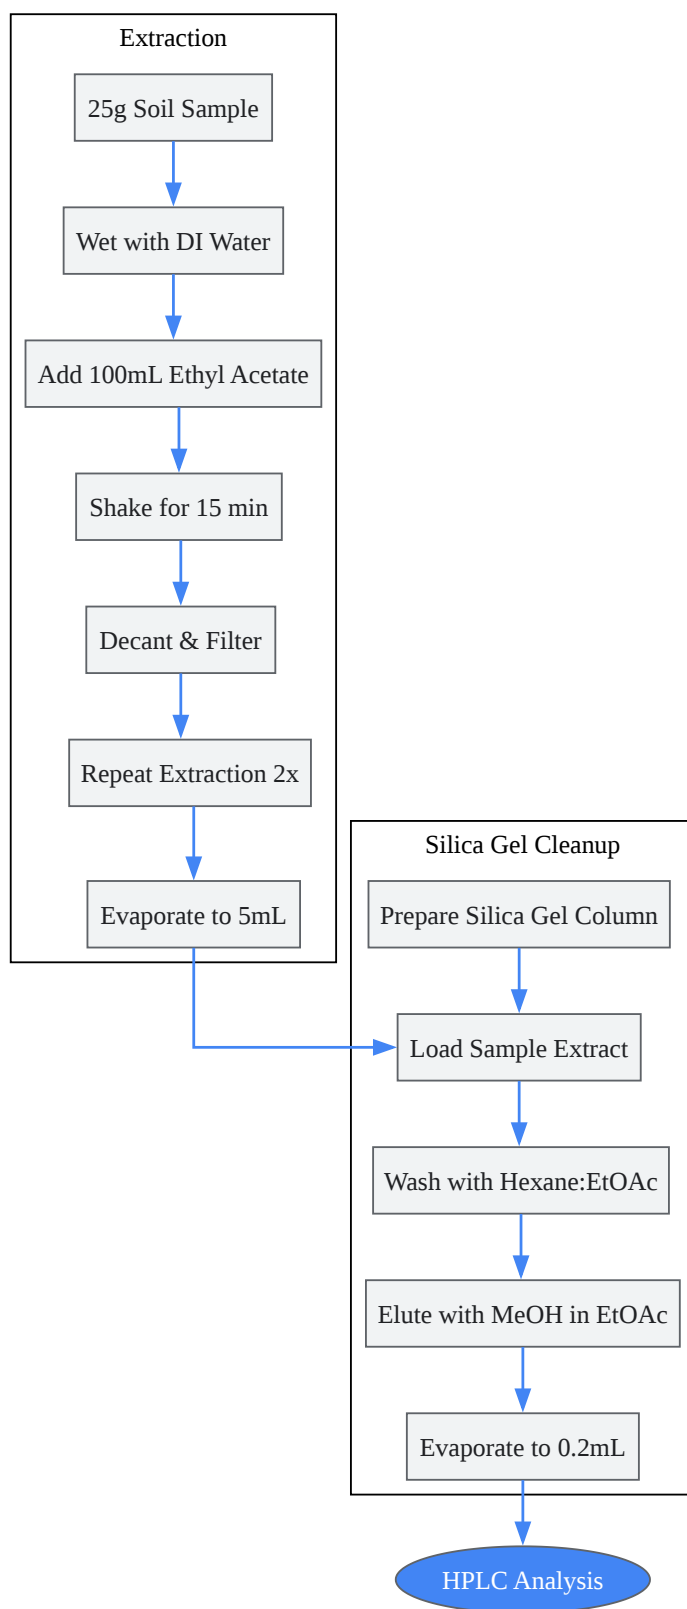 Extraction
25g Soil Sample
Wet with DI Water
Add 100mL Ethyl Acetate
Shake for 15 min
Decant & Filter
Repeat Extraction 2x
Evaporate to 5mL
Silica Gel Cleanup
Prepare Silica Gel Column
Load Sample Extract
Wash with Hexane:EtOAc
Elute with MeOH in EtOAc
Evaporate to 0.2mL
HPLC Analysis